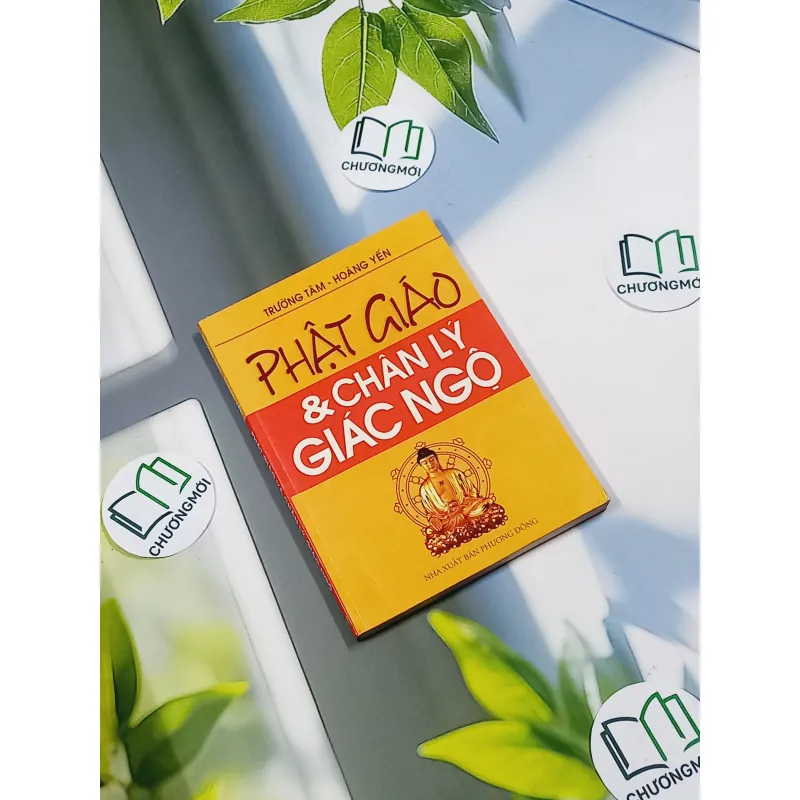 CHƯƠNGMỚI
CHƯƠNGMỚI
TRƯỜNG TÂM - HOÀNG YẾN
PHẬT GIÁO
& CHÂN LÝ
GIÁC NGỘ
NHÀ XUẤT BẢN PHƯƠNG ĐÔNG
CHƯƠNGMỚI
CHƯƠNGMỚI